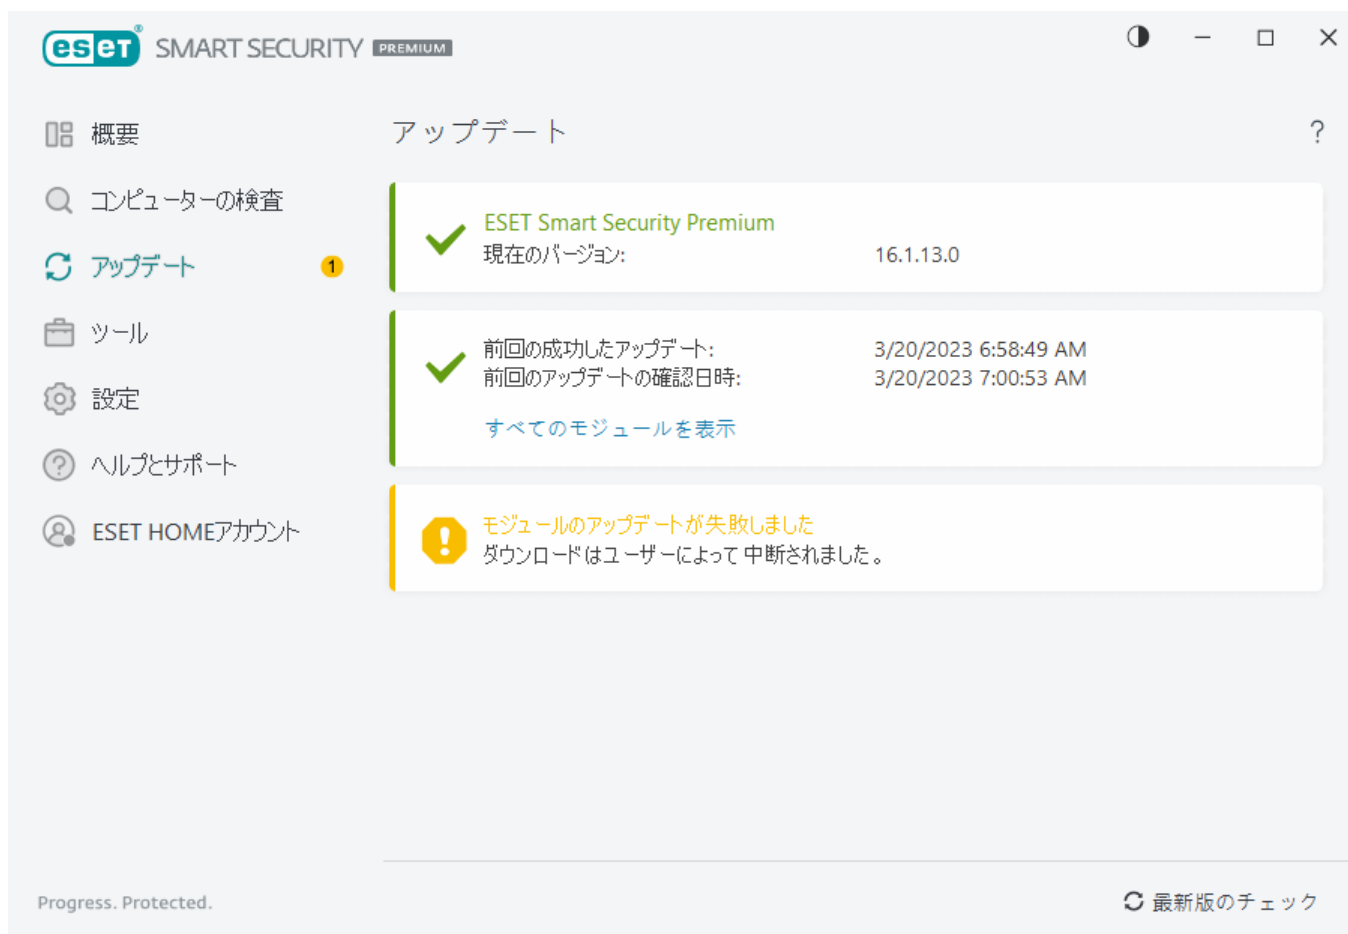 eset® SMART SECURITY PREMIUM
概要
コンピューターの検査
アップデート 1
ツール
設定
ヘルプとサポート
ESET HOMEアカウント
アップデート ?
ESET Smart Security Premium
現在のバージョン: 16.1.13.0
前回の成功したアップデート: 3/20/2023 6:58:49 AM
前回のアップデートの確認日時: 3/20/2023 7:00:53 AM
すべてのモジュールを表示
モジュールのアップデートが失敗しました
ダウンロードはユーザーによって中断されました。
Progress. Protected.
最新版のチェック